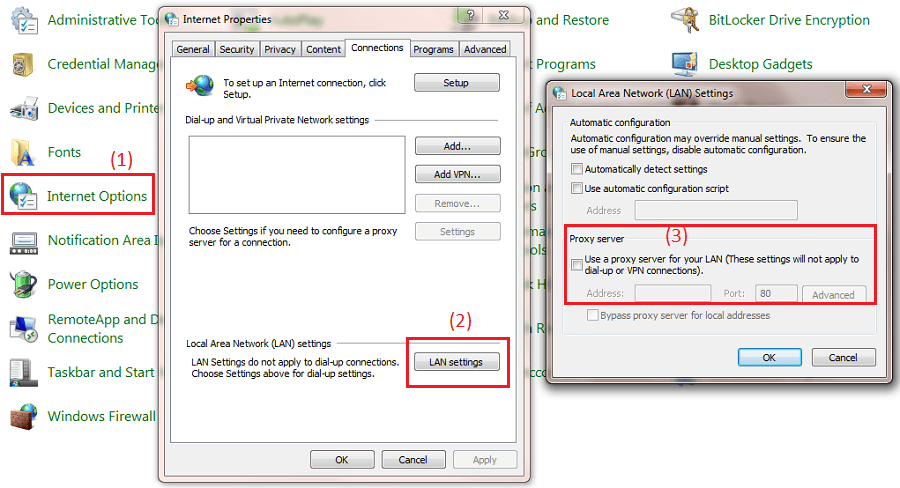 Administrative Too
Credential Manage
Devices and Printe
Fonts
(1)
Internet Options
Notification Area I
Power Options
RemoteApp and D
Connections
Taskbar and Start
Windows Firewall
Internet Properties
General Security Privacy Content Connections Programs Advanced
To set up an Internet connection, click
Setup.
Setup
Dial-up and Virtual Private Network settings
Add...
Add VPN...
Remove...
Choose Settings if you need to configure a proxy
server for a connection.
Settings
(2)
Local Area Network (LAN) settings
LAN Settings do not apply to dial-up connections.
Choose Settings above for dial-up settings.
LAN settings
OK Cancel Apply
and Restore
Programs
BitLocker Drive Encryption
Desktop Gadgets
Local Area Network (LAN) Settings
Automatic configuration
Automatic configuration may override manual settings. To ensure the
use of manual settings, disable automatic configuration.
Automatically detect settings
Use automatic configuration script
Address
Proxy server
(3)
Use a proxy server for your LAN (These settings will not apply to
dial-up or VPN connections).
Address: Port: 80 Advanced
Bypass proxy server for local addresses
OK Cancel